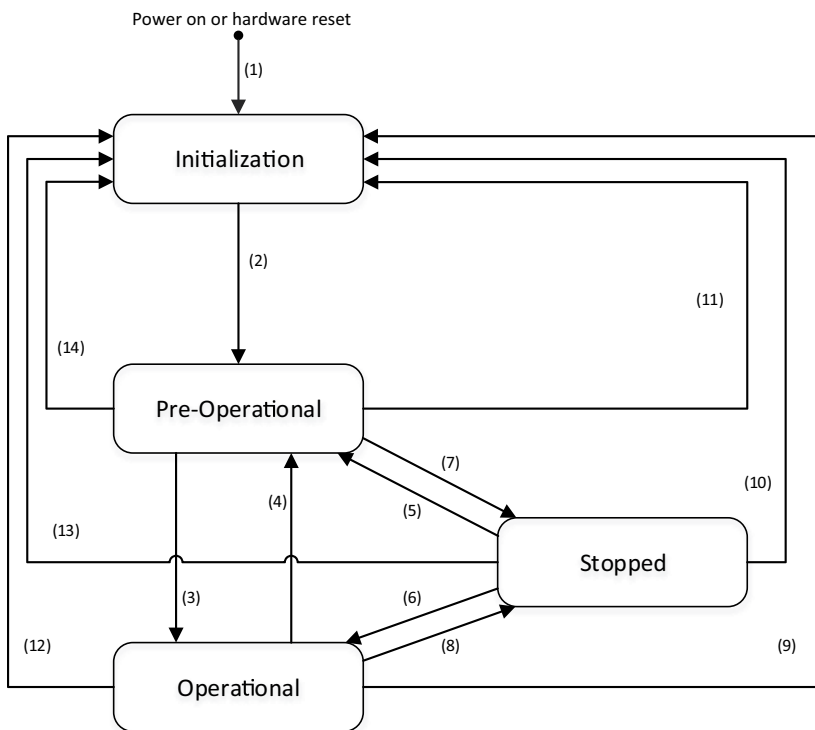 Power on or hardware reset
(1)
Initialization
(2)
(11)
(14)
Pre-Operational
(7)
(4)
(10)
(5)
(13)
Stopped
(3)
(6)
(12)
(8)
(9)
Operational